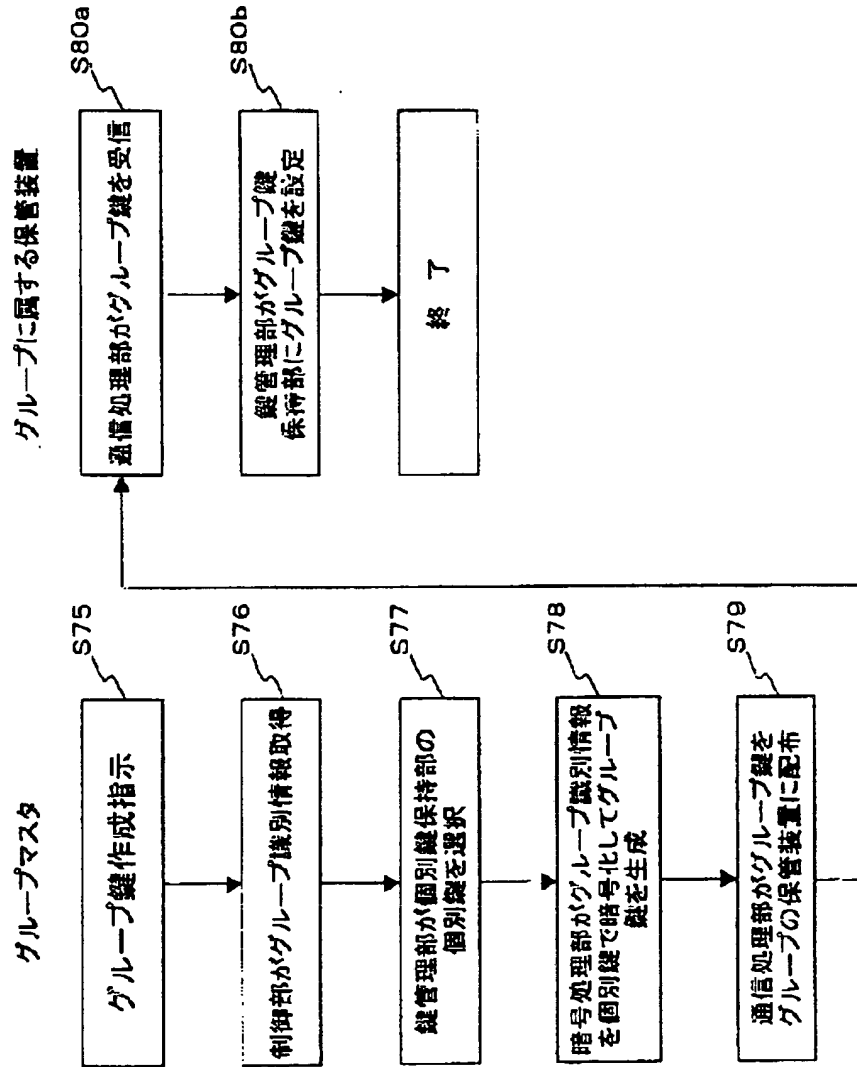 グループマスタ
グループ鍵作成指示
S75
制御部がグループ識別情報取得
S76
鍵管理部が個別鍵保持部の
個別鍵を選択
S77
暗号処理部がグループ識別情報
を個別鍵で暗号化してグループ
鍵を生成
S78
通信処理部がグループ鍵を
グループの保管装置に配布
S79
グループに属する保管装置
通信処理部がグループ鍵を受信
S80a
鍵管理部がグループ鍵
保持部にグループ鍵を設定
S80b
終 了